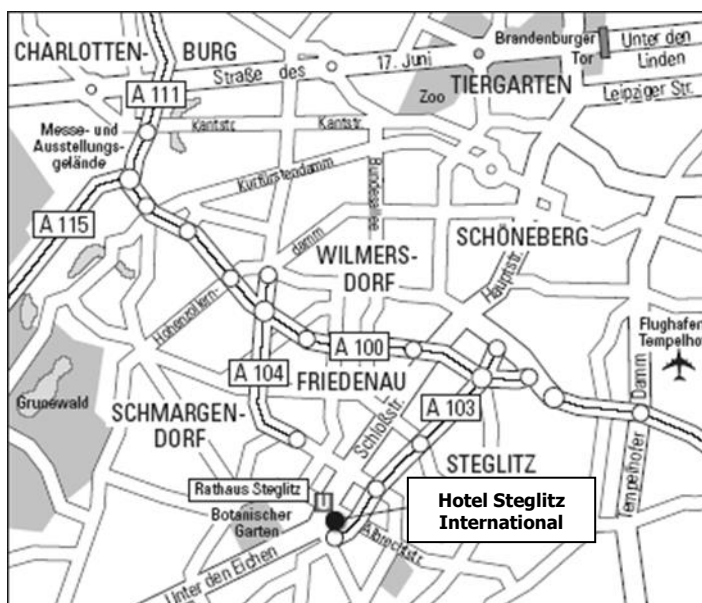 CHARLOTTEN-
BURG
A 111
Straße des
17. Juni
Brandenburger
Tor
Unter den
Linden
TIERGARTEN
Zoo
Leipziger Str.
Messe- und
Ausstellungs-
gelände
Kantstr.
Kantstr.
Kurfürstendamm
Bundesallee
A 115
damm
WILMERS-
DORF
SCHÖNEBERG
Hauptstr.
Hohenzollern-
Flughafen
Tempelhof
A 100
A 104
FRIEDENAU
Grunewald
SCHMARGEN-
DORF
Schloßstr.
A 103
Tempelhofer
Damm
STEGLITZ
Rathaus Steglitz
Botanischer
Garten
Hotel Steglitz
International
Albrechtstr.
Unter den Eichen